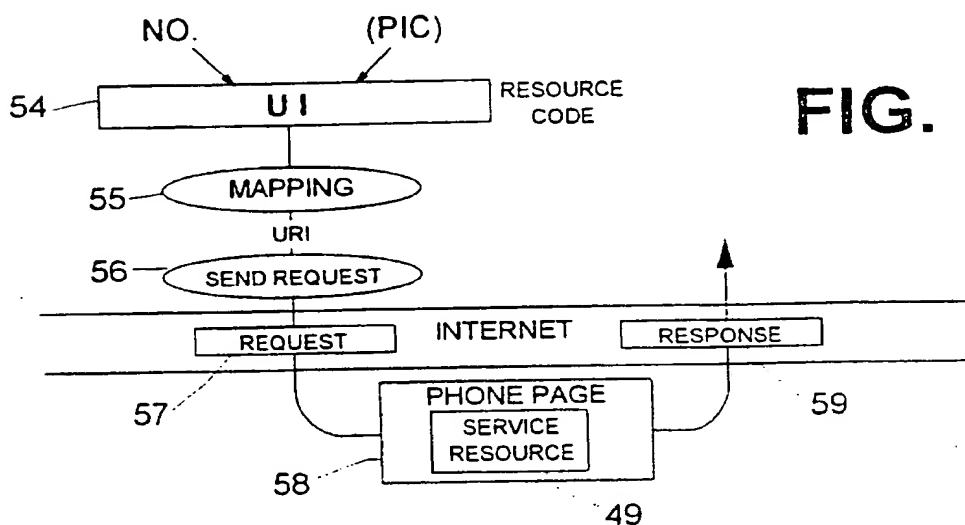 NO.
(PIC)
54
U I
RESOURCE
CODE
FIG.
55
MAPPING
URI
56
SEND REQUEST
REQUEST
INTERNET
RESPONSE
57
PHONE PAGE
59
SERVICE
RESOURCE
58
49